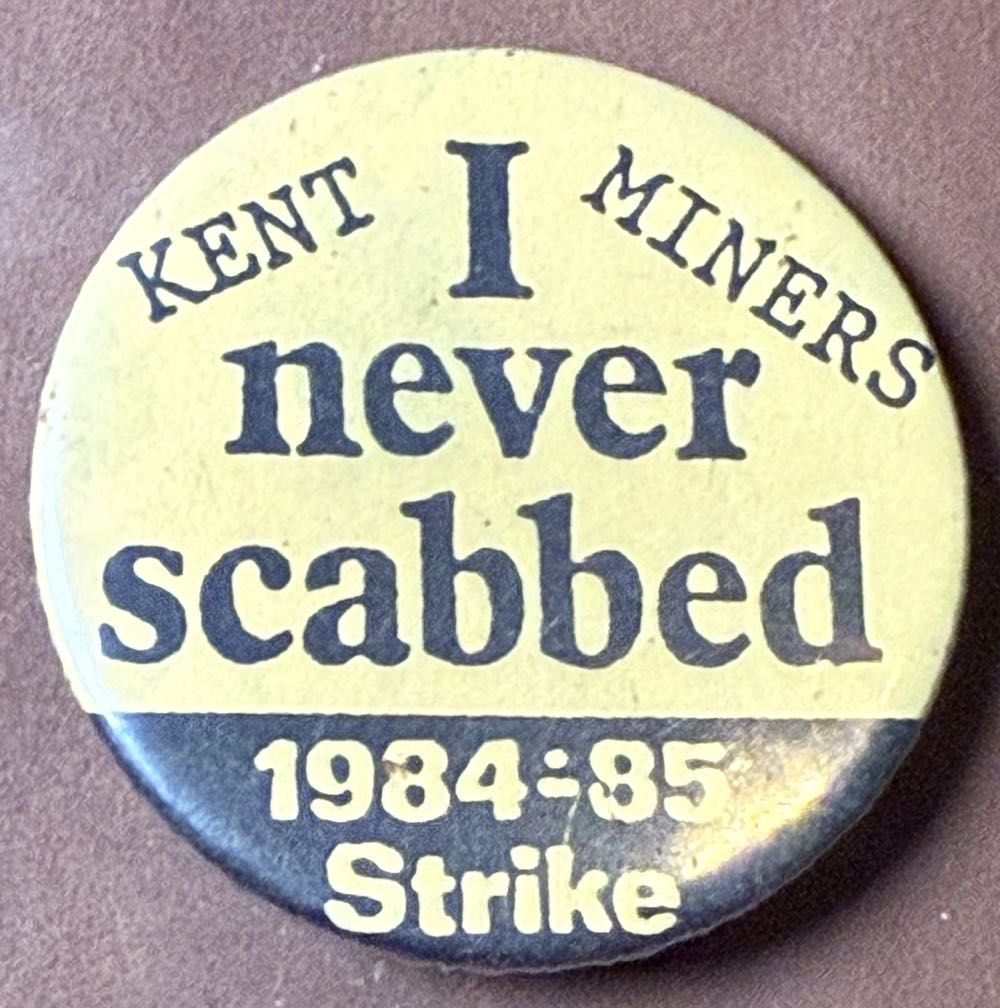 KENT I MINERS
never
scabbed
1984-85
Strike